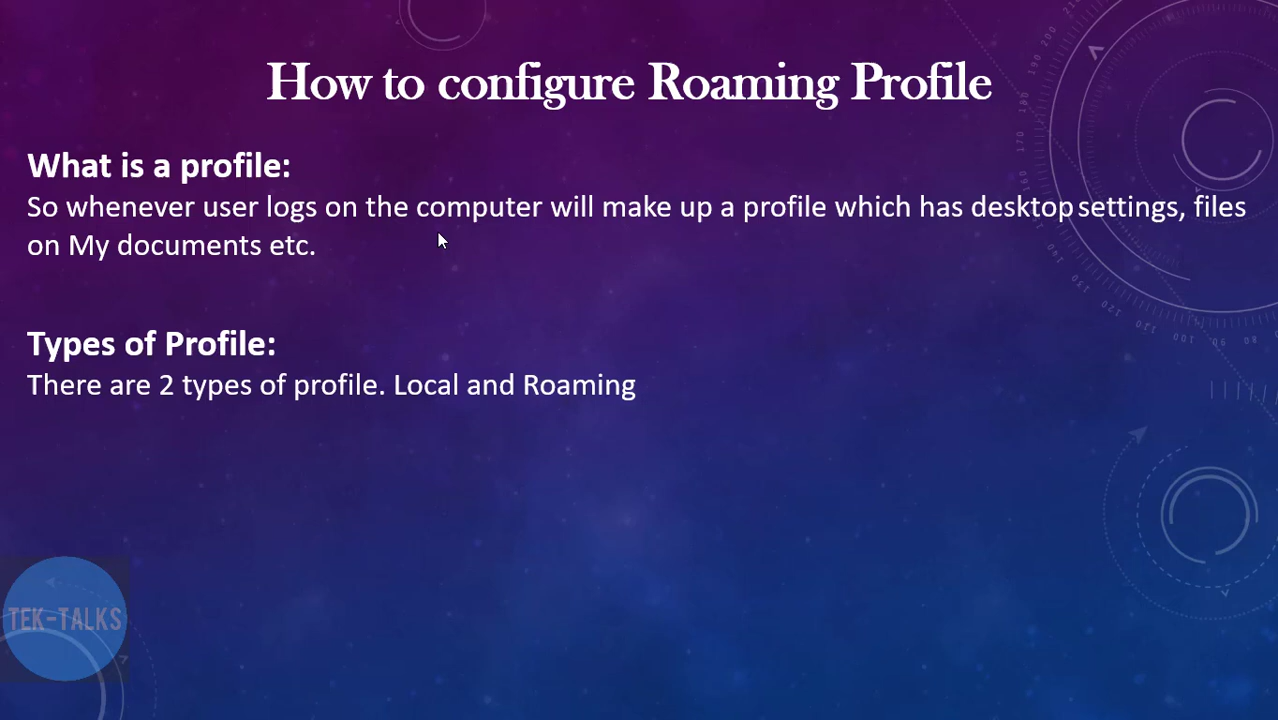 How to configure Roaming Profile
What is a profile:
So whenever user logs on the computer will make up a profile which has desktop settings, files
on My documents etc.
Types of Profile:
There are 2 types of profile. Local and Roaming
TEK-TALKS